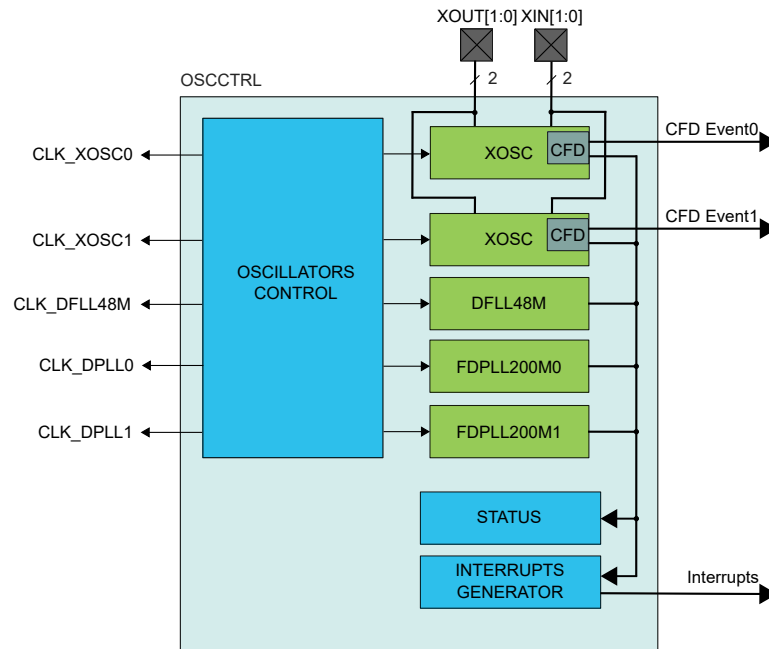 XOUT[1:0] XIN[1:0]
2 2
OSCCTRL
CLK_XOSC0
XOSC
CFD
CFD Event0
CLK_XOSC1
XOSC
CFD
CFD Event1
OSCILLATORS
CONTROL
CLK_DFLL48M
DFLL48M
CLK_DPLL0
FDPLL200M0
CLK_DPLL1
FDPLL200M1
STATUS
INTERRUPTS
GENERATOR
Interrupts